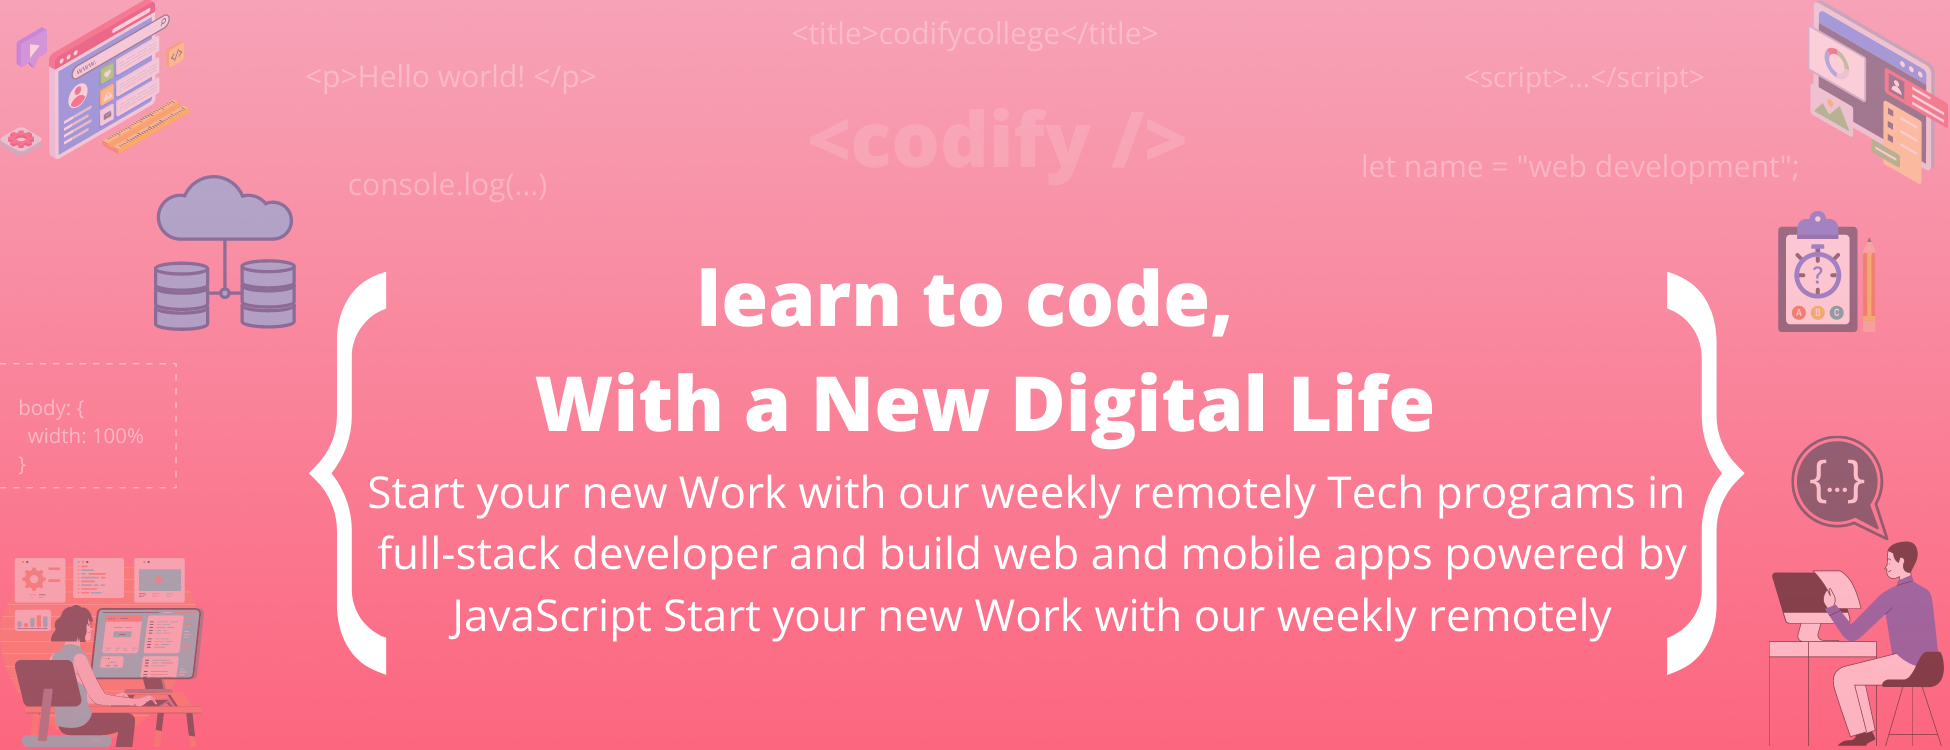 <title>codifycollege</title>
<p>Hello world! </p>
<script>...</script>
<codify />
let name = "web development";
console.log(...)
learn to code,
With a New Digital Life
body: {
width: 100%
}
Start your new Work with our weekly remotely Tech programs in
full-stack developer and build web and mobile apps powered by
JavaScript Start your new Work with our weekly remotely
www.
</>
?
A B C
{...}